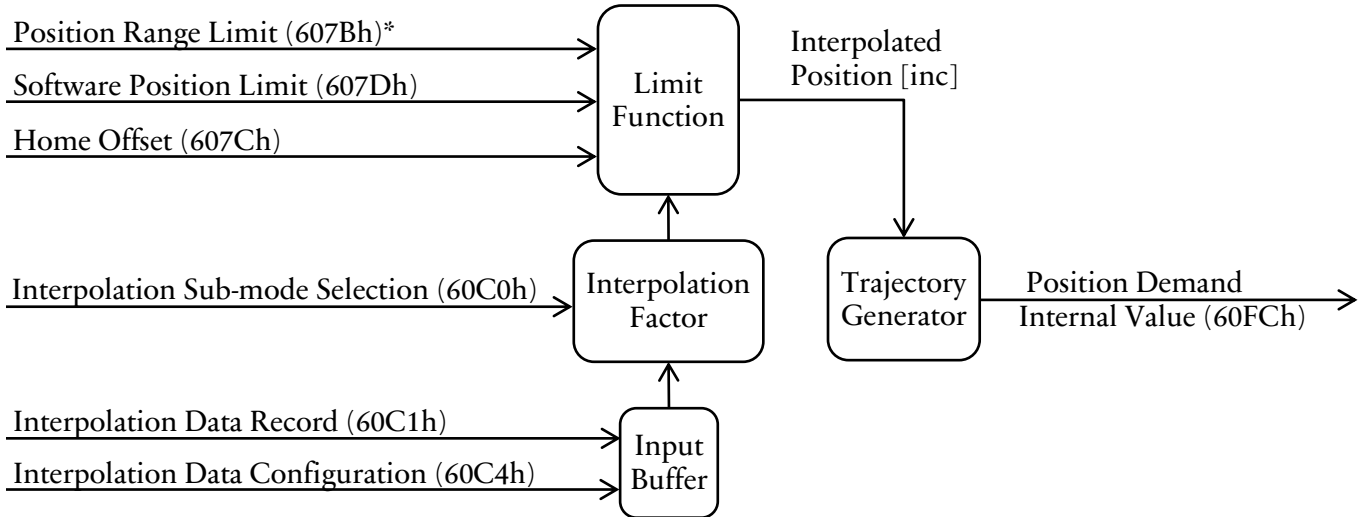 Position Range Limit (607Bh)*
Software Position Limit (607Dh)
Home Offset (607Ch)
Limit
Function
Interpolated
Position [inc]
Interpolation Sub-mode Selection (60C0h)
Interpolation
Factor
Trajectory
Generator
Position Demand
Internal Value (60FCh)
Interpolation Data Record (60C1h)
Interpolation Data Configuration (60C4h)
Input
Buffer